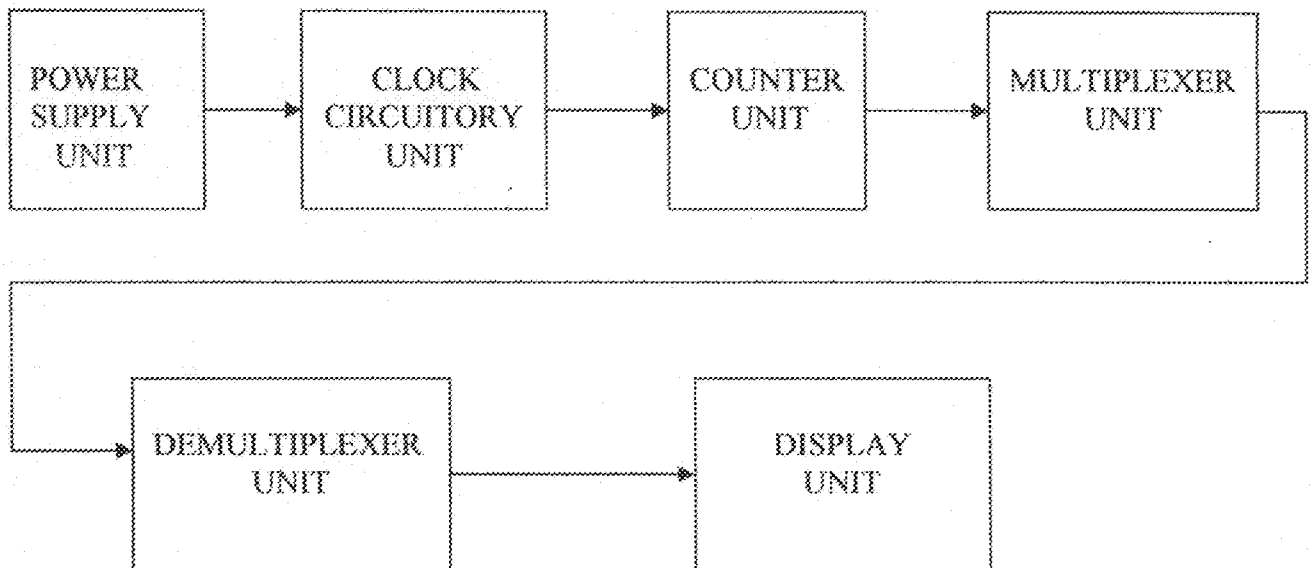 POWER
SUPPLY
UNIT
CLOCK
CIRCUITORY
UNIT
COUNTER
UNIT
MULTIPLEXER
UNIT
DEMULTIPLEXER
UNIT
DISPLAY
UNIT